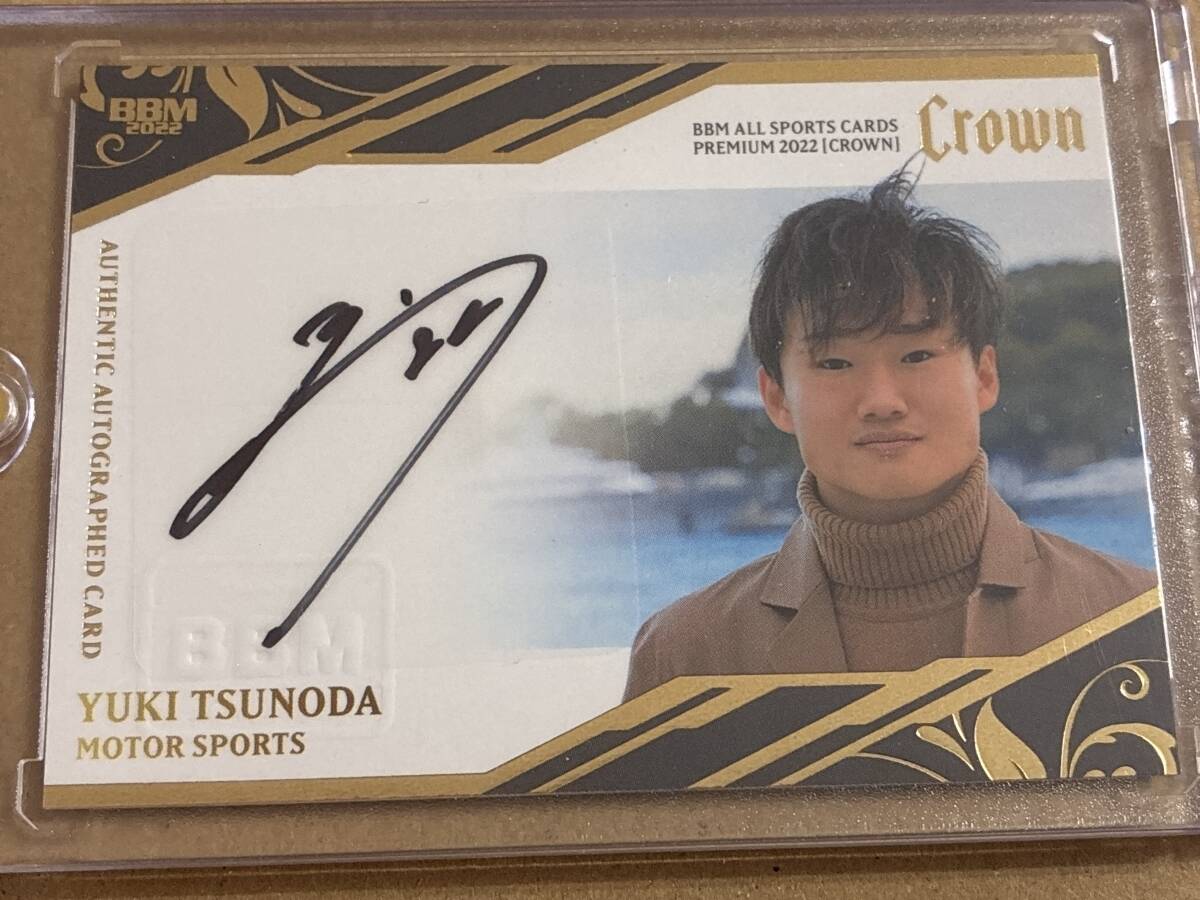 BBM
2022
BBM ALL SPORTS CARDS
PREMIUM 2022 [CROWN]
Crown
AUTHENTIC AUTOGRAPHED CARD
BBM
YUKI TSUNODA
MOTOR SPORTS